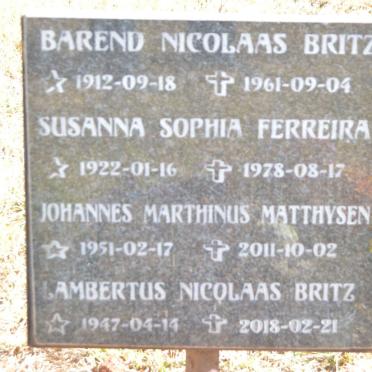 BAREND NICOLAAS BRITZ
1912-09-18 1961-09-04
SUSANNA SOPHIA FERREIRA
1922-01-16 1978-08-17
JOHANNES MARTHINUS MATTHYSEN
1951-02-17 2011-10-02
LAMBERTUS NICOLAAS BRITZ
1947-04-14 2018-02-21